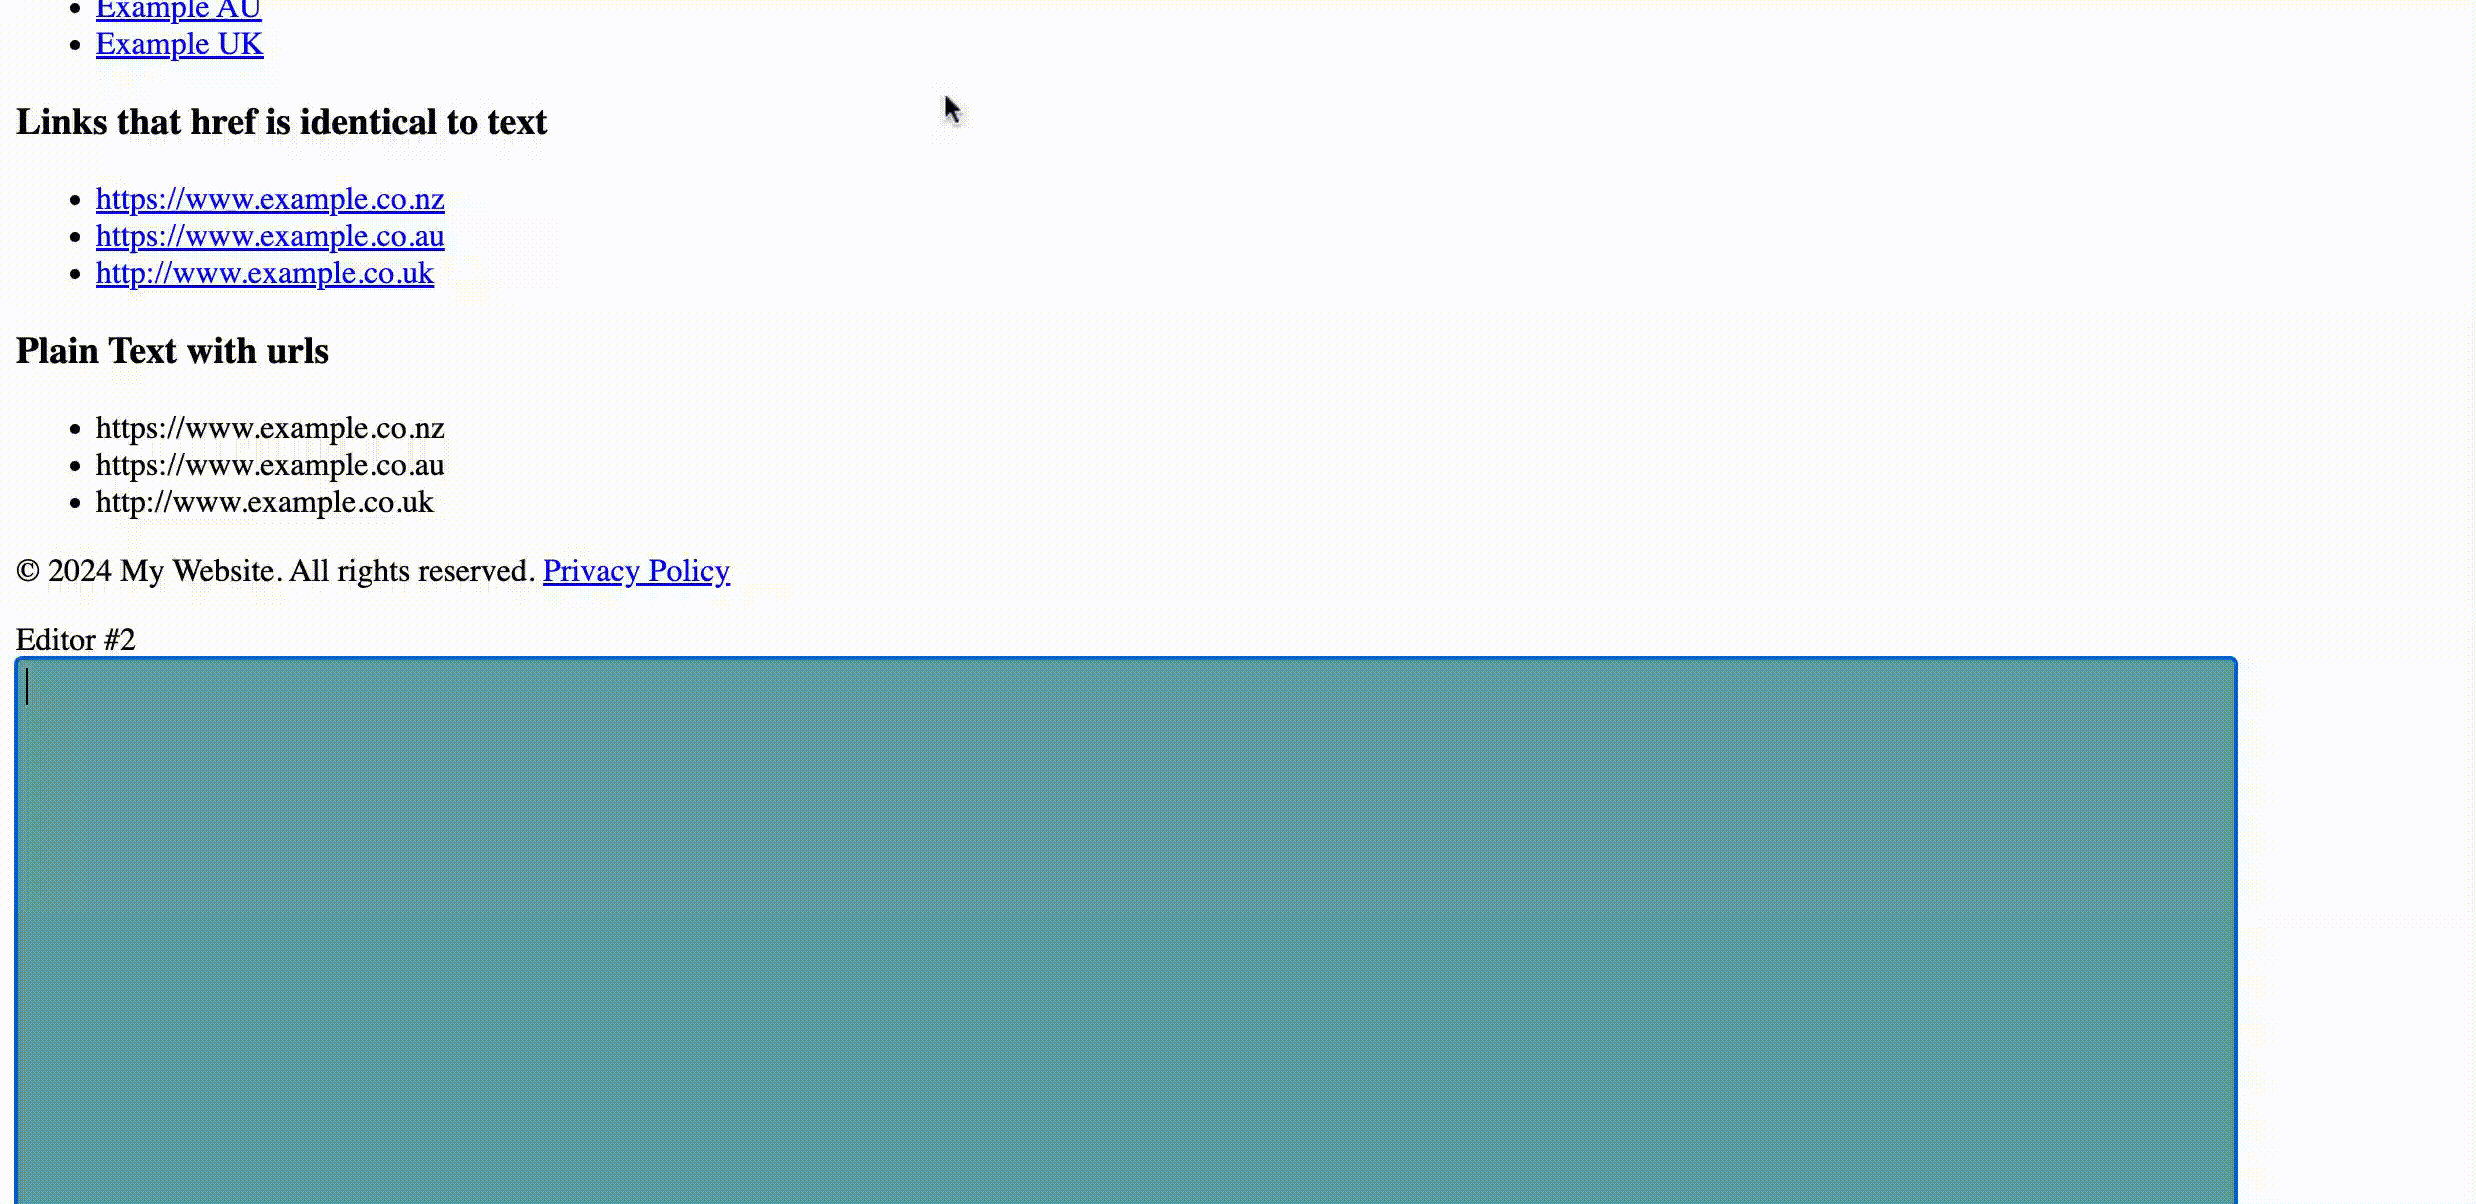 Example AU
Example UK
Links that href is identical to text
https://www.example.co.nz
https://www.example.co.au
http://www.example.co.uk
Plain Text with urls
https://www.example.co.nz
https://www.example.co.au
http://www.example.co.uk
© 2024 My Website. All rights reserved. Privacy Policy
Editor #2